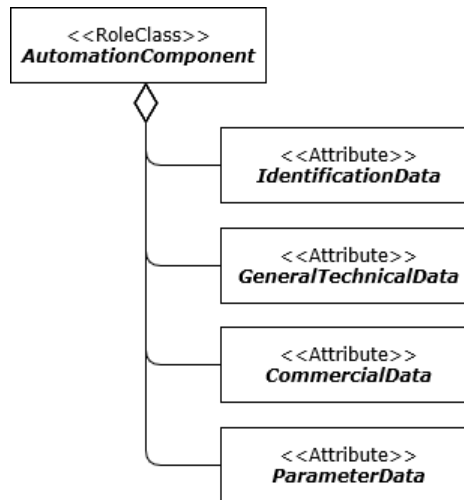 <<RoleClass>>
AutomationComponent
<<Attribute>>
IdentificationData
<<Attribute>>
GeneralTechnicalData
<<Attribute>>
CommercialData
<<Attribute>>
ParameterData